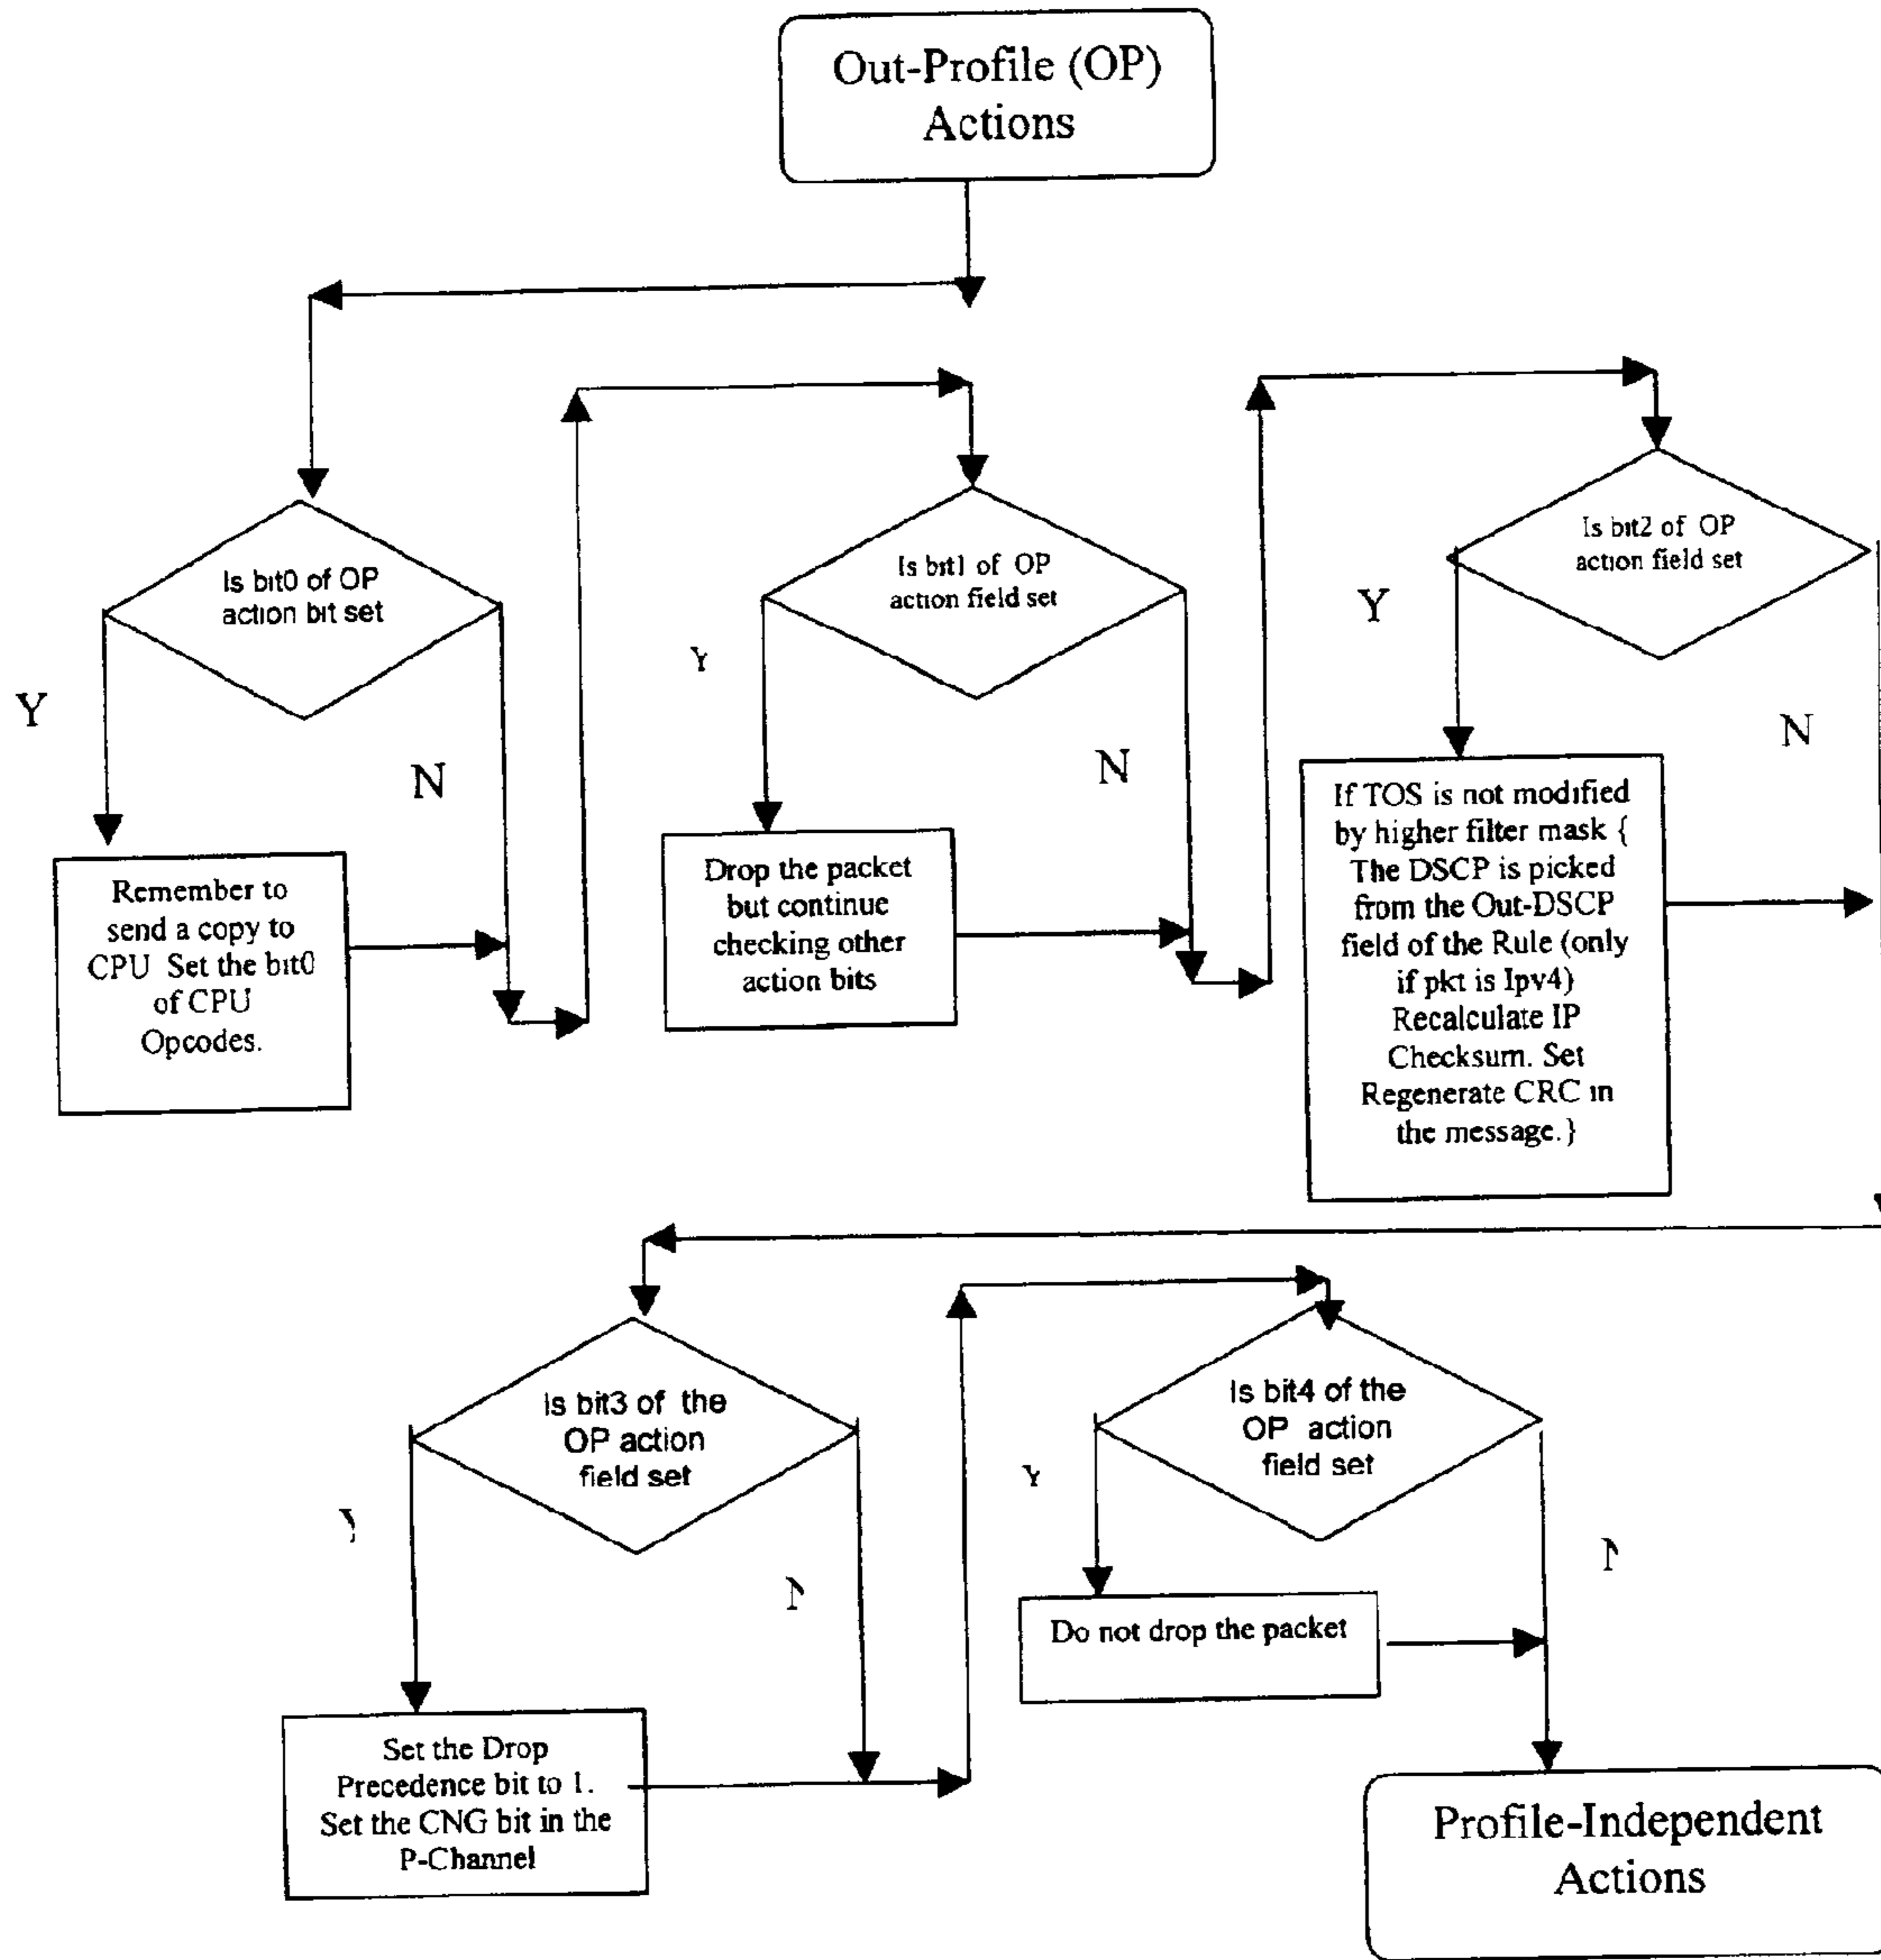 Out-Profile (OP)
Actions
Is bit0 of OP
action bit set
Y
N
Remember to
send a copy to
CPU Set the bit0
of CPU
Opcodes.
Is bit1 of OP
action field set
Y
N
Drop the packet
but continue
checking other
action bits
Is bit2 of OP
action field set
Y
N
If TOS is not modified
by higher filter mask {
The DSCP is picked
from the Out-DSCP
field of the Rule (only
if pkt is Ipv4)
Recalculate IP
Checksum. Set
Regenerate CRC in
the message.}
Is bit3 of the
OP action
field set
Set the Drop
Precedence bit to 1.
Set the CNG bit in the
P-Channel
Is bit4 of the
OP action
field set
Y
Do not drop the packet
Profile-Independent
Actions